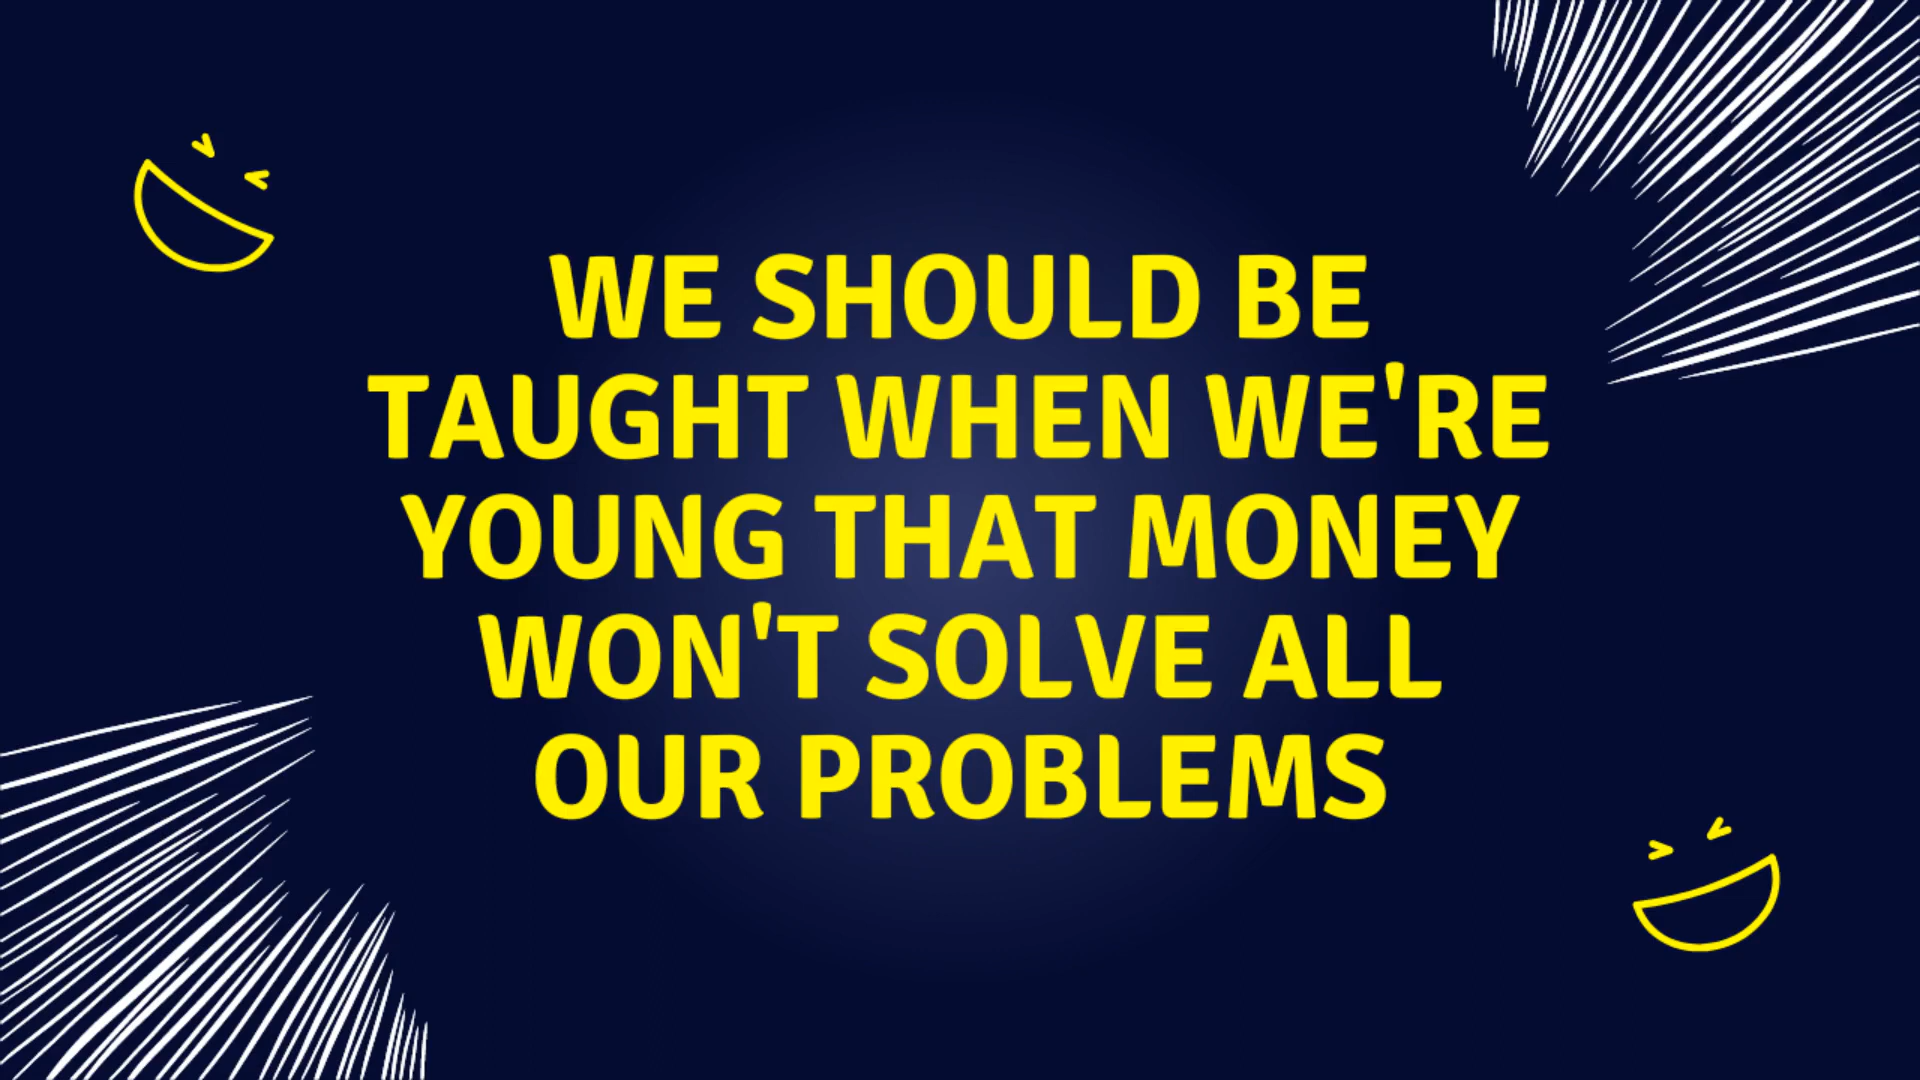 WE SHOULD BE
TAUGHT WHEN WE'RE
YOUNG THAT MONEY
WON'T SOLVE ALL
OUR PROBLEMS